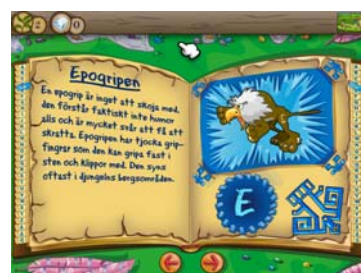 2 0
Epogripen
En epogrip är inget att skoja med,
den förstår faktiskt inte humor
alls och är mycket svår att få att
skratta. Epogripen har tjocka grip-
fingrar som den kan gripa fast i
sten och klippor med. Den syns
oftast i djungelns bergsområden.
E